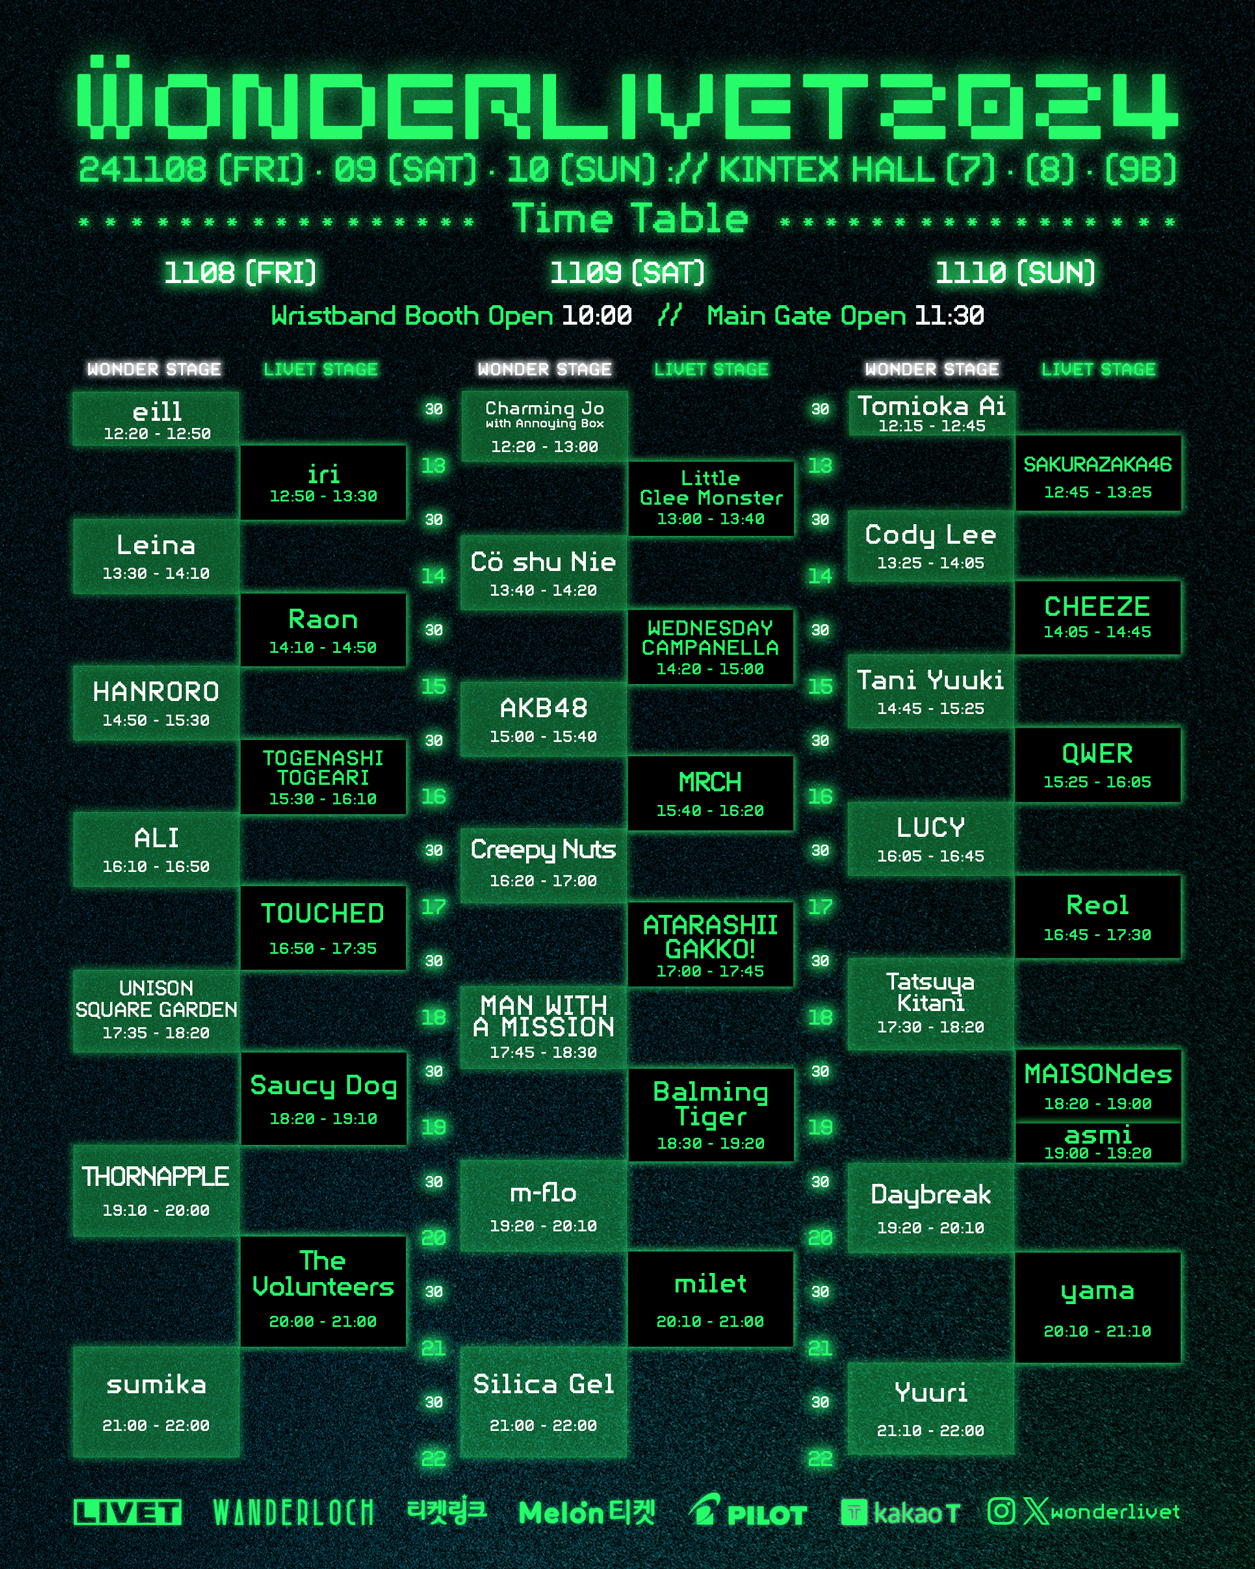 ẄONDERLIVET2024
241108 (FRI) · 09 (SAT) · 10 (SUN) :// KINTEX HALL (7) · (8) · (9B)
* * * * * * * * * * * * * * * Time Table * * * * * * * * * * * * * * *
1108 (FRI)
1109 (SAT)
1110 (SUN)
Wristband Booth Open 10:00 // Main Gate Open 11:30
WONDER STAGE
LIVET STAGE
eill
12:20 - 12:50
iri
12:50 - 13:30
Leina
13:30 - 14:10
Raon
14:10 - 14:50
HANRORO
14:50 - 15:30
TOGENASHI
TOGEARI
15:30 - 16:10
ALI
16:10 - 16:50
TOUCHED
16:50 - 17:35
UNISON
SQUARE GARDEN
17:35 - 18:20
Saucy Dog
18:20 - 19:10
THORNAPPLE
19:10 - 20:00
The
Volunteers
20:00 - 21:00
sumika
21:00 - 22:00
30
13
30
14
30
15
30
16
30
17
30
18
30
19
30
20
30
21
30
22
WONDER STAGE
LIVET STAGE
Charming Jo
with Annoying Box
12:20 - 13:00
Little
Glee Monster
13:00 - 13:40
Cö shu Nie
13:40 - 14:20
WEDNESDAY
CAMPANELLA
14:20 - 15:00
AKB48
15:00 - 15:40
MRCH
15:40 - 16:20
Creepy Nuts
16:20 - 17:00
ATARASHII
GAKKO!
17:00 - 17:45
MAN WITH
A MISSION
17:45 - 18:30
Balming
Tiger
18:30 - 19:20
m-flo
19:20 - 20:10
milet
20:10 - 21:00
Silica Gel
21:00 - 22:00
30
13
30
14
30
15
30
16
30
17
30
18
30
19
30
20
30
21
30
22
WONDER STAGE
LIVET STAGE
Tomioka Ai
12:15 - 12:45
SAKURAZAKA46
12:45 - 13:25
Cody Lee
13:25 - 14:05
CHEEZE
14:05 - 14:45
Tani Yuuki
14:45 - 15:25
QWER
15:25 - 16:05
LUCY
16:05 - 16:45
Reol
16:45 - 17:30
Tatsuya
Kitani
17:30 - 18:20
MAISONdes
18:20 - 19:00
asmi
19:00 - 19:20
Daybreak
19:20 - 20:10
yama
20:10 - 21:10
Yuuri
21:10 - 22:00
LIVET WANDERLOCH 티켓링크 Melon 티켓 PILOT T kakao T wonderlivet